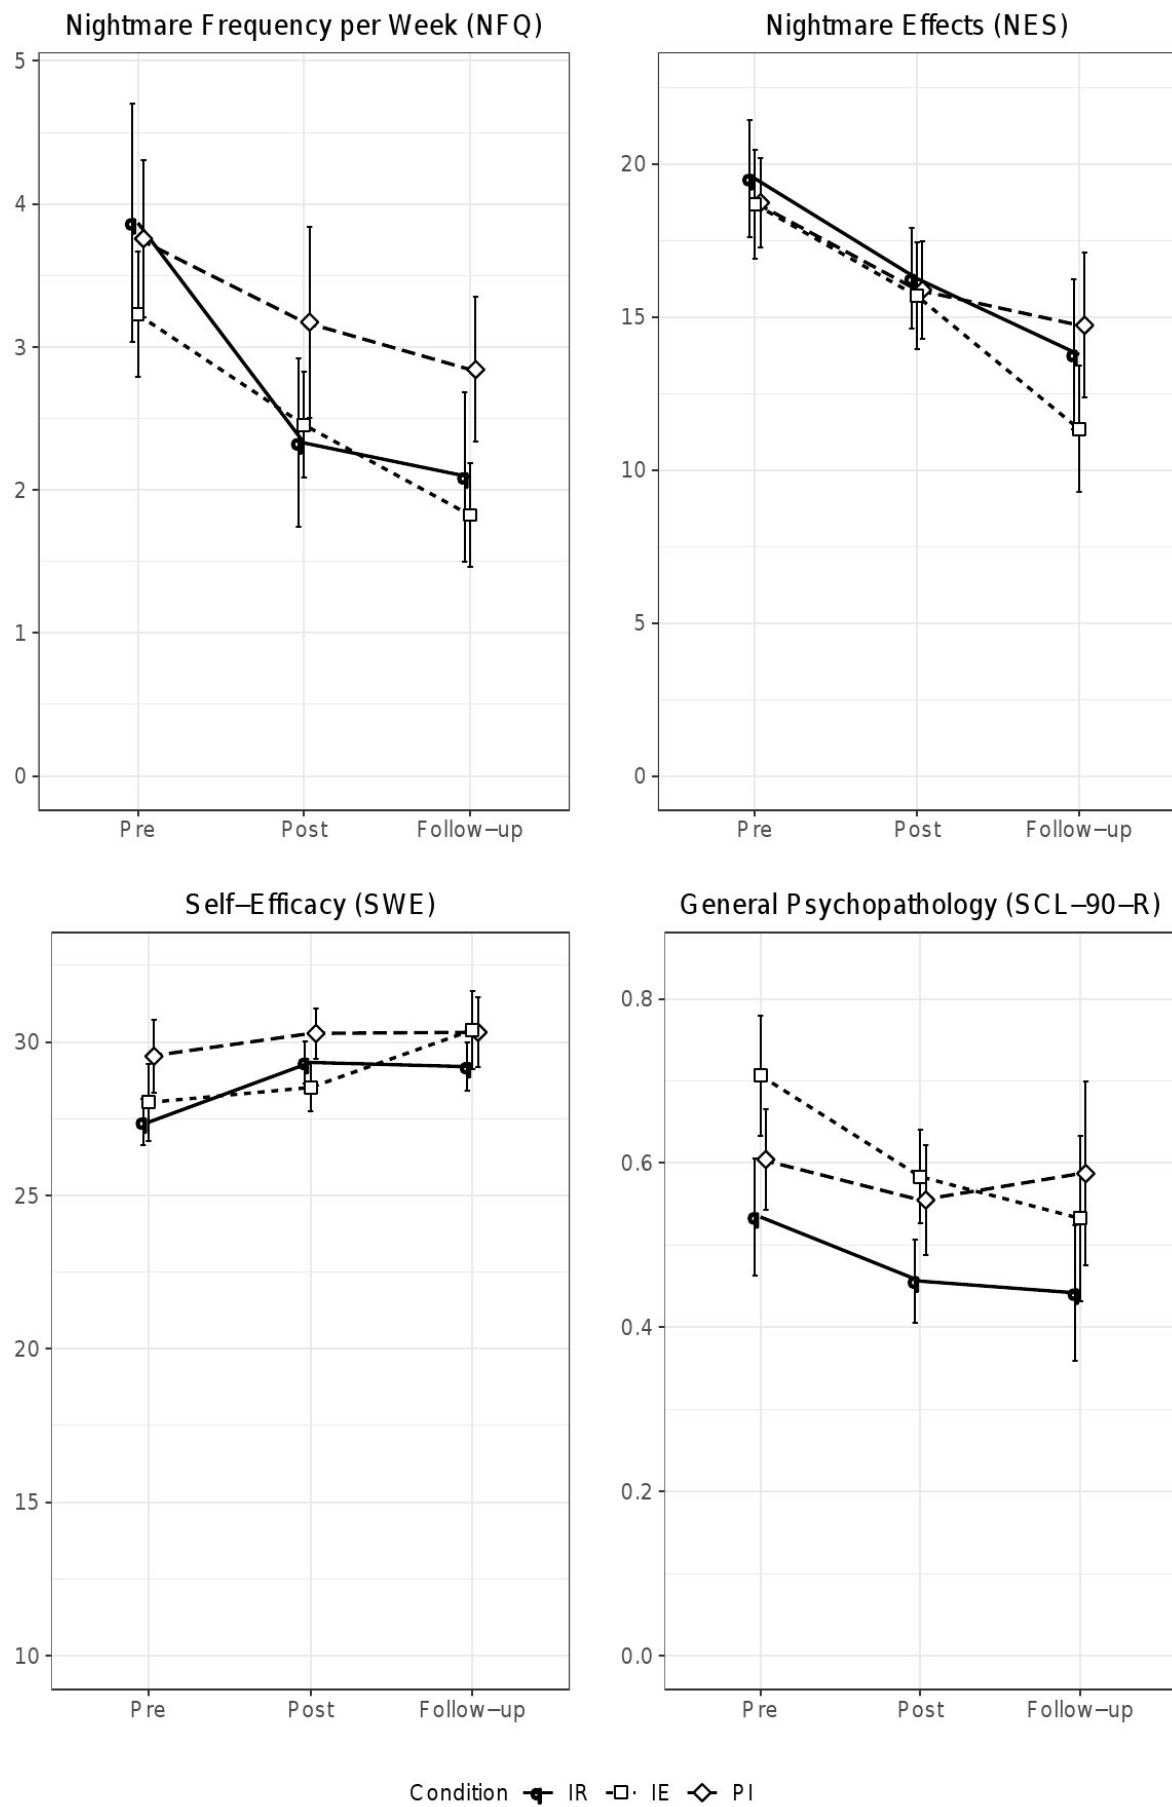 Nightmare Frequency per Week (NFQ)
Nightmare Effects (NES)
5
4
3
2
1
0
Pre Post Follow–up
20
15
10
5
0
Pre Post Follow–up
Self–Efficacy (SWE)
General Psychopathology (SCL–90–R)
30
25
20
15
10
Pre Post Follow–up
0.8
0.6
0.4
0.2
0.0
Pre Post Follow–up
Condition IR IE PI